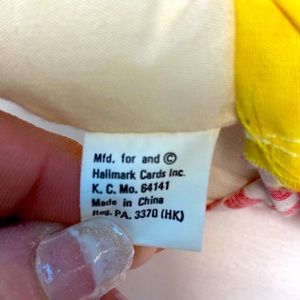 Mfd. for and ©
Hallmark Cards Inc.
K. C. Mo. 64141
Made in China
Reg. PA. 3370 (HK)